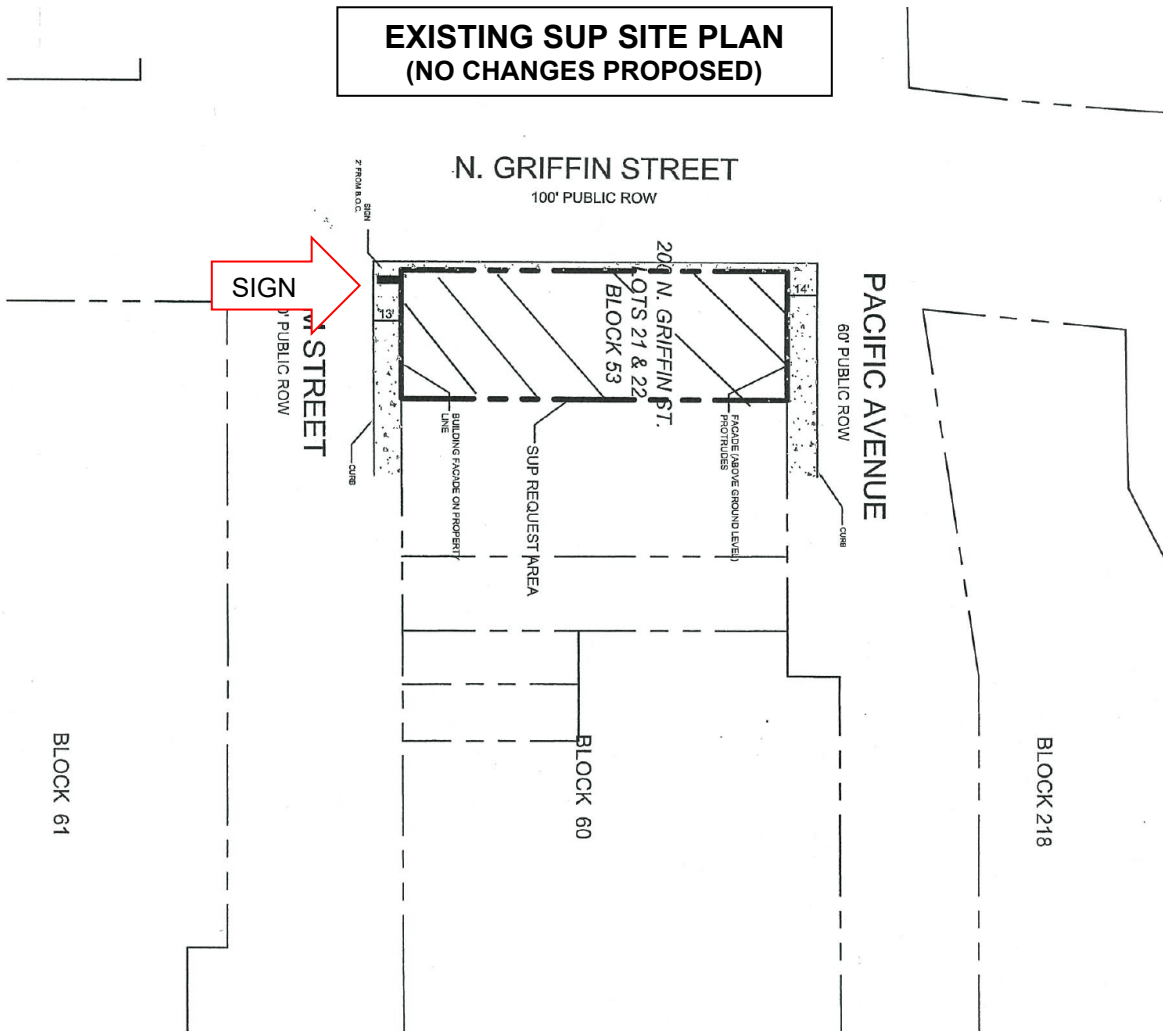 EXISTING SUP SITE PLAN
(NO CHANGES PROPOSED)
N. GRIFFIN STREET
100' PUBLIC ROW
SIGN
2' FROM B.O.C.
SIGN
13'
14'
200 N. GRIFFIN ST.
LOTS 21 & 22
BLOCK 53
PACIFIC AVENUE
60' PUBLIC ROW
STREET
PUBLIC ROW
BUILDING FACADE ON PROPERTY
LINE
SUP REQUEST AREA
FACADE (ABOVE GROUND LEVEL)
PROTRUDES
CURB
CURB
BLOCK 61
BLOCK 60
BLOCK 218